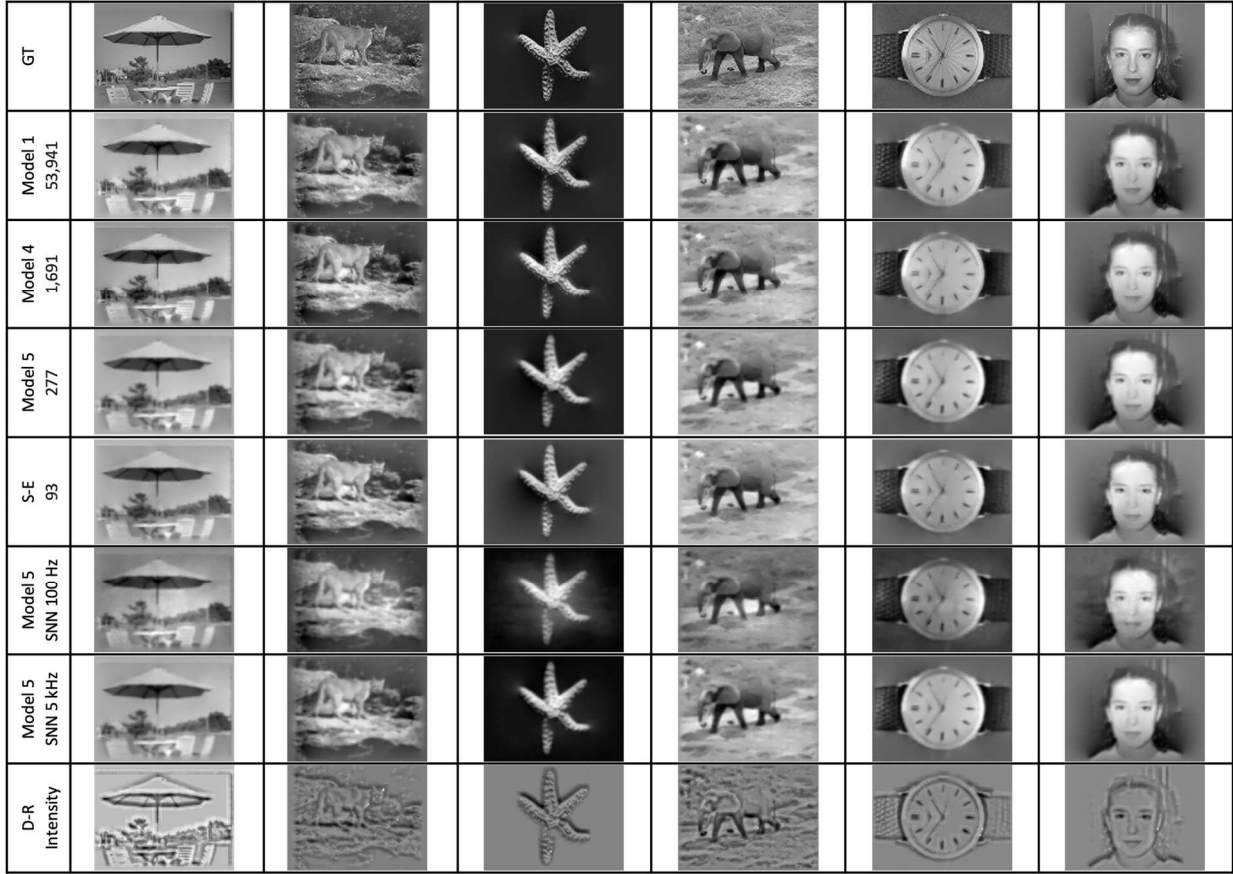 GT
Model 1
53,941
Model 4
1,691
Model 5
277
S-E
93
Model 5
SNN 100 Hz
Model 5
SNN 5 kHz
D-R
Intensity